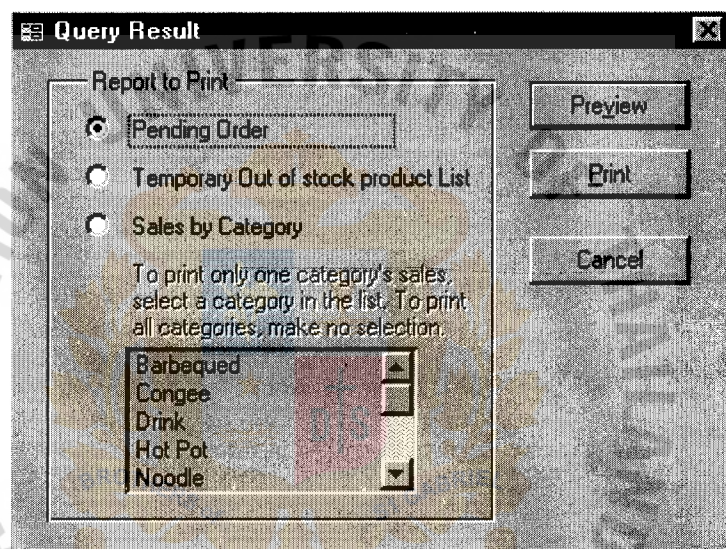 Query Result
Report to Print
Pending Order
Temporary Out of stock product List
Sales by Category
To print only one category's sales,
select a category in the list. To print
all categories, make no selection.
Barbequed
Congee
Drink
Hot Pot
Noodle
Preview
Print
Cancel